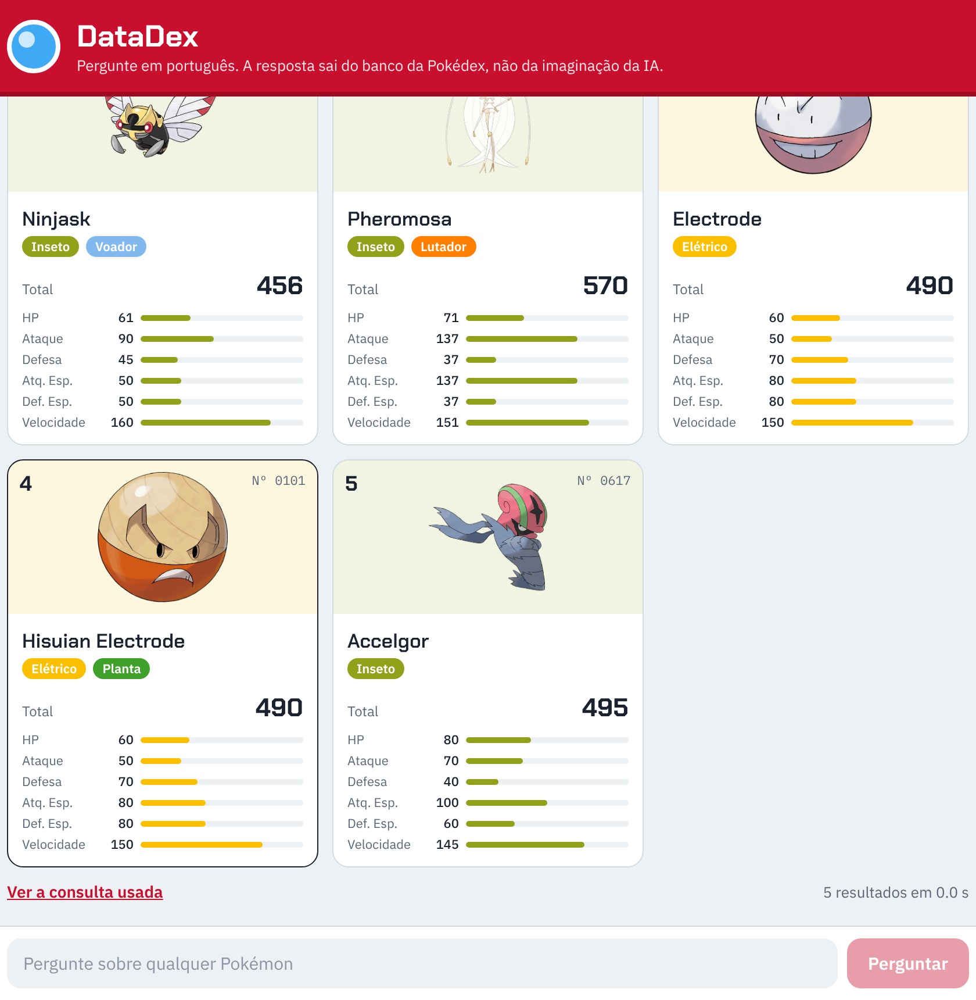 DataDex
Pergunte em português. A resposta sai do banco da Pokédex, não da imaginação da IA.
Ninjask
Inseto Voador
Total 456
HP 61
Ataque 90
Defesa 45
Atq. Esp. 50
Def. Esp. 50
Velocidade 160
Pheromosa
Inseto Lutador
Total 570
HP 71
Ataque 137
Defesa 37
Atq. Esp. 137
Def. Esp. 37
Velocidade 151
Electrode
Elétrico
Total 490
HP 60
Ataque 50
Defesa 70
Atq. Esp. 80
Def. Esp. 80
Velocidade 150
4 Nº 0101
Hisuian Electrode
Elétrico Planta
Total 490
HP 60
Ataque 50
Defesa 70
Atq. Esp. 80
Def. Esp. 80
Velocidade 150
5 Nº 0617
Accelgor
Inseto
Total 495
HP 80
Ataque 70
Defesa 40
Atq. Esp. 100
Def. Esp. 60
Velocidade 145
Ver a consulta usada
5 resultados em 0.0 s
Pergunte sobre qualquer Pokémon
Perguntar